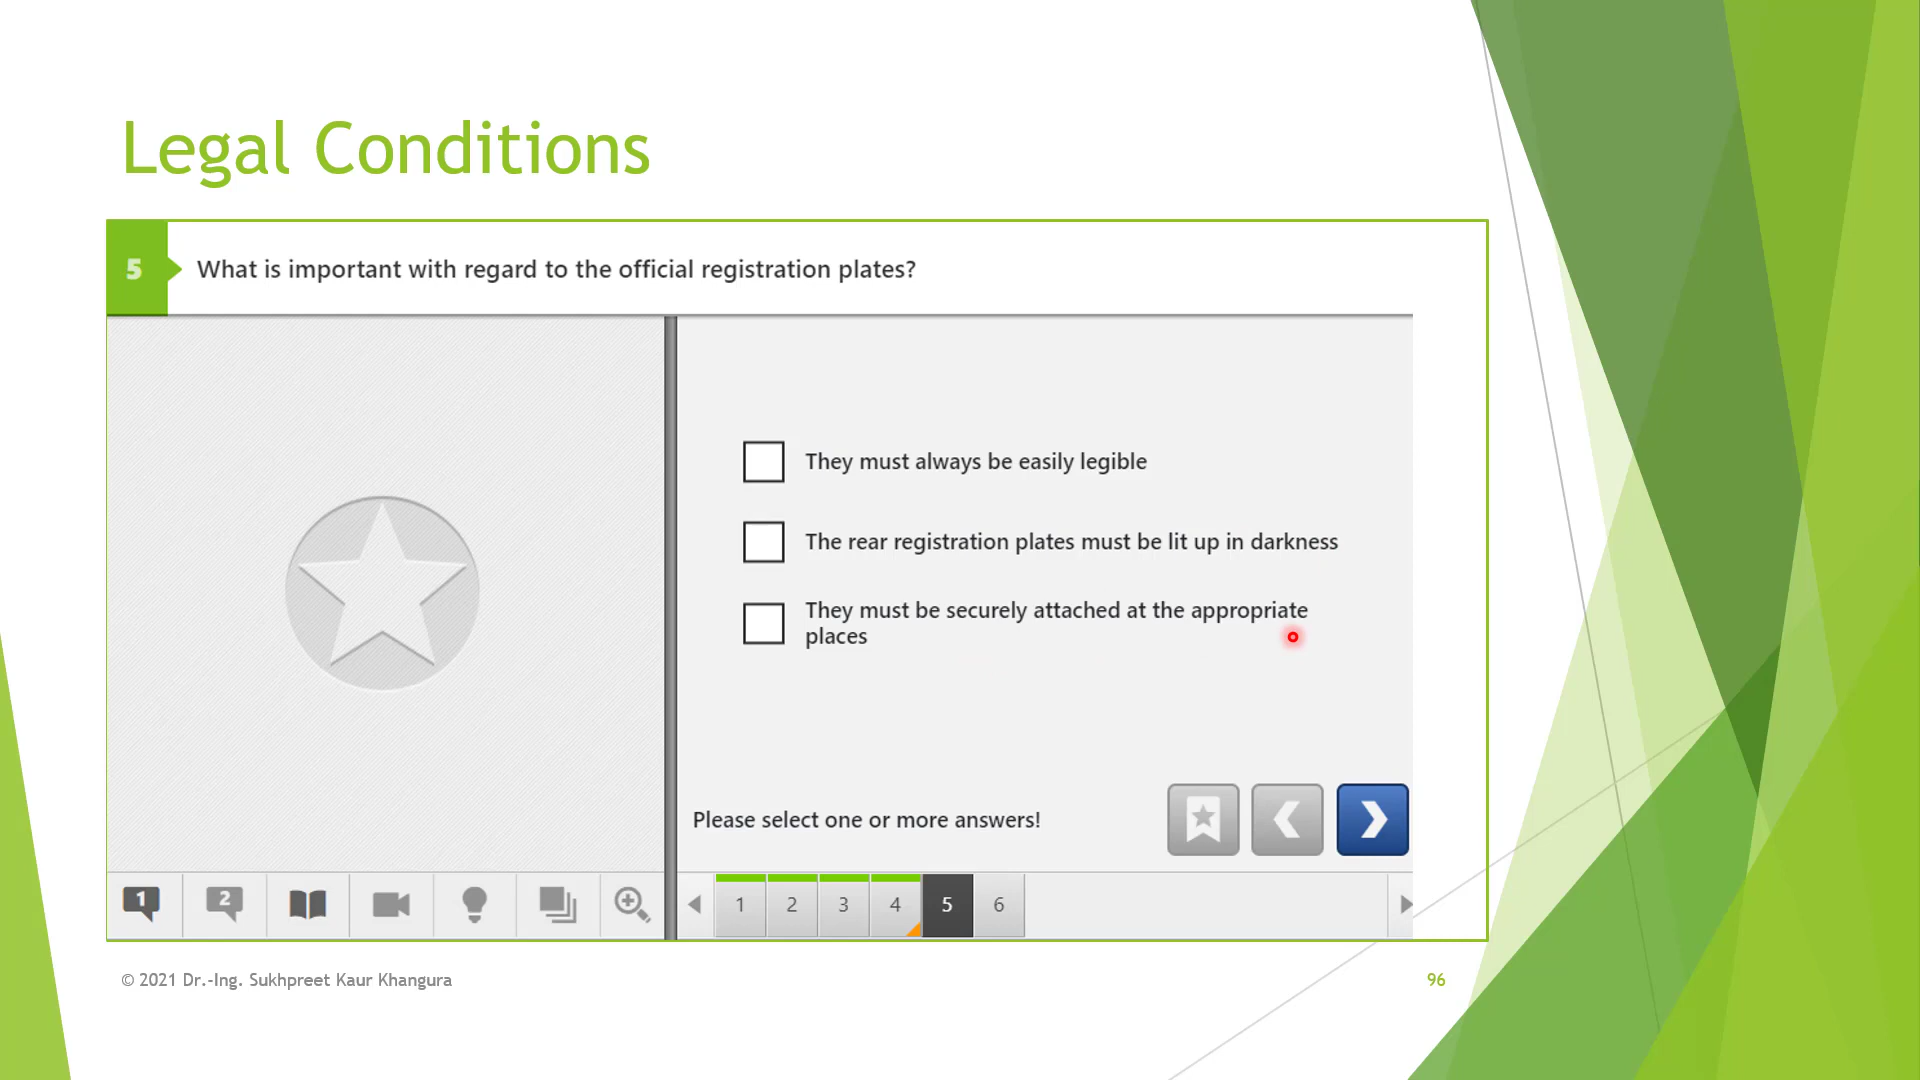 Legal Conditions
5
What is important with regard to the official registration plates?
They must always be easily legible
The rear registration plates must be lit up in darkness
They must be securely attached at the appropriate
places
Please select one or more answers!
1
2
1
2
3
4
5
6
© 2021 Dr.-Ing. Sukhpreet Kaur Khangura
96